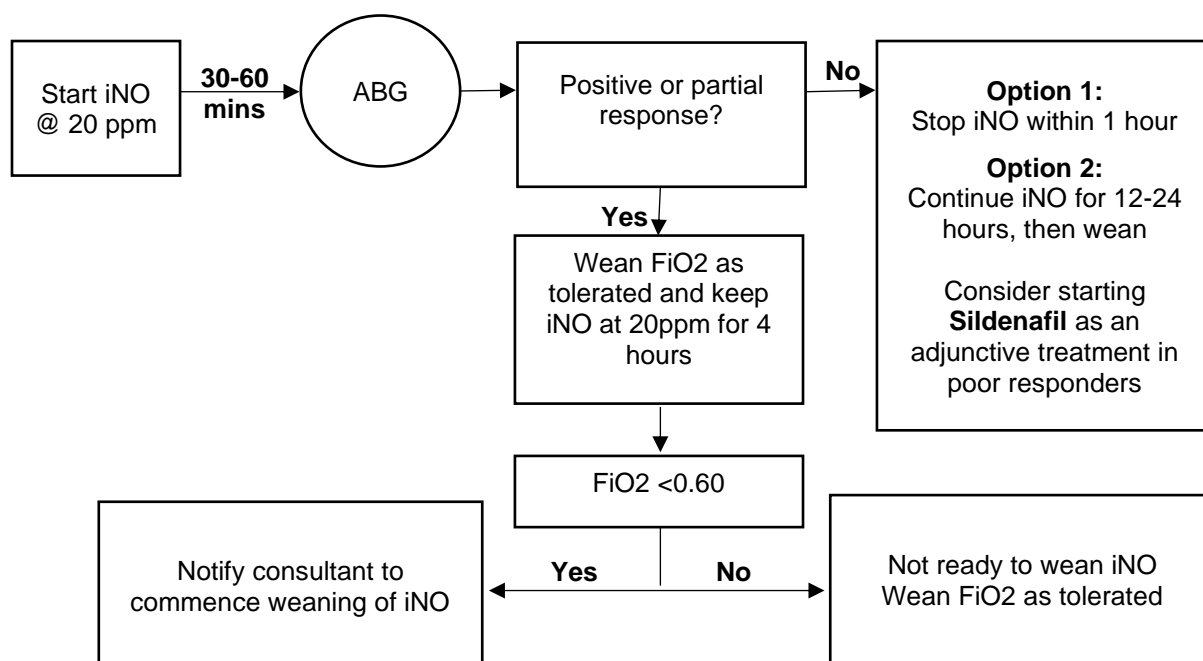 Start iNO
@ 20 ppm
30-60
mins
ABG
Positive or partial
response?
No
Option 1:
Stop iNO within 1 hour
Option 2:
Continue iNO for 12-24
hours, then wean
Consider starting
Sildenafil as an
adjunctive treatment in
poor responders
Yes
Wean FiO2 as
tolerated and keep
iNO at 20ppm for 4
hours
FiO2 <0.60
Yes
No
Notify consultant to
commence weaning of iNO
Not ready to wean iNO
Wean FiO2 as tolerated